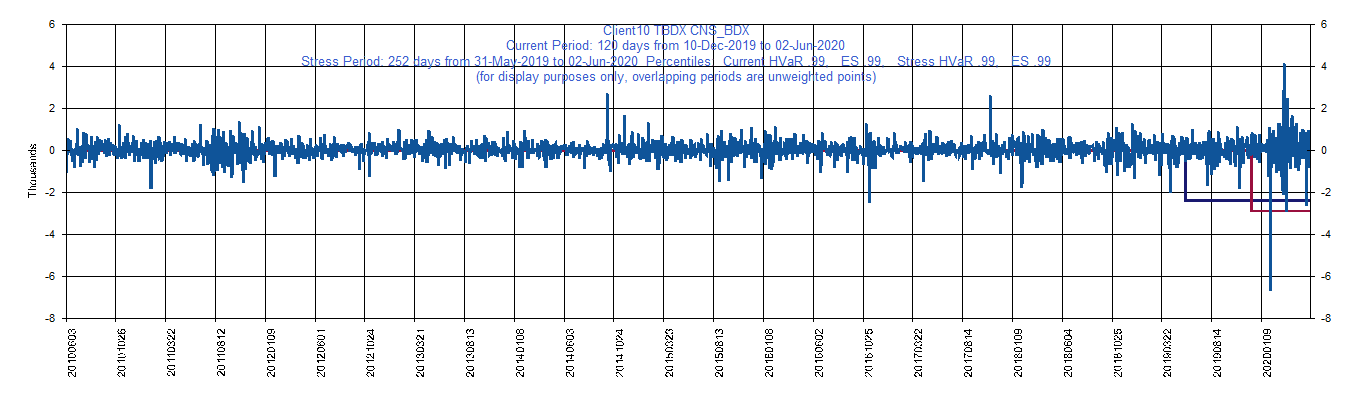 Client10 TBDX CNS_BDX
Current Period: 120 days from 10-Dec-2019 to 02-Jun-2020
Stress Period: 252 days from 31-May-2019 to 02-Jun-2020 Percentiles: Current HVaR .99, ES .99, Stress HVaR .99, ES .99
(for display purposes only, overlapping periods are unweighted points)
Thousands
6 6
4 4
2 2
0 0
-2 -2
-4 -4
-6 -6
-8 -8
20100603 20101026 20110322 20110812 20120109 20120601 20121024 20130321 20130813 20140108 20140603 20141024 20150323 20150813 20160108 20160602 20161025 20170322 20170814 20180109 20180604 20181025 20190322 20190814 20200109